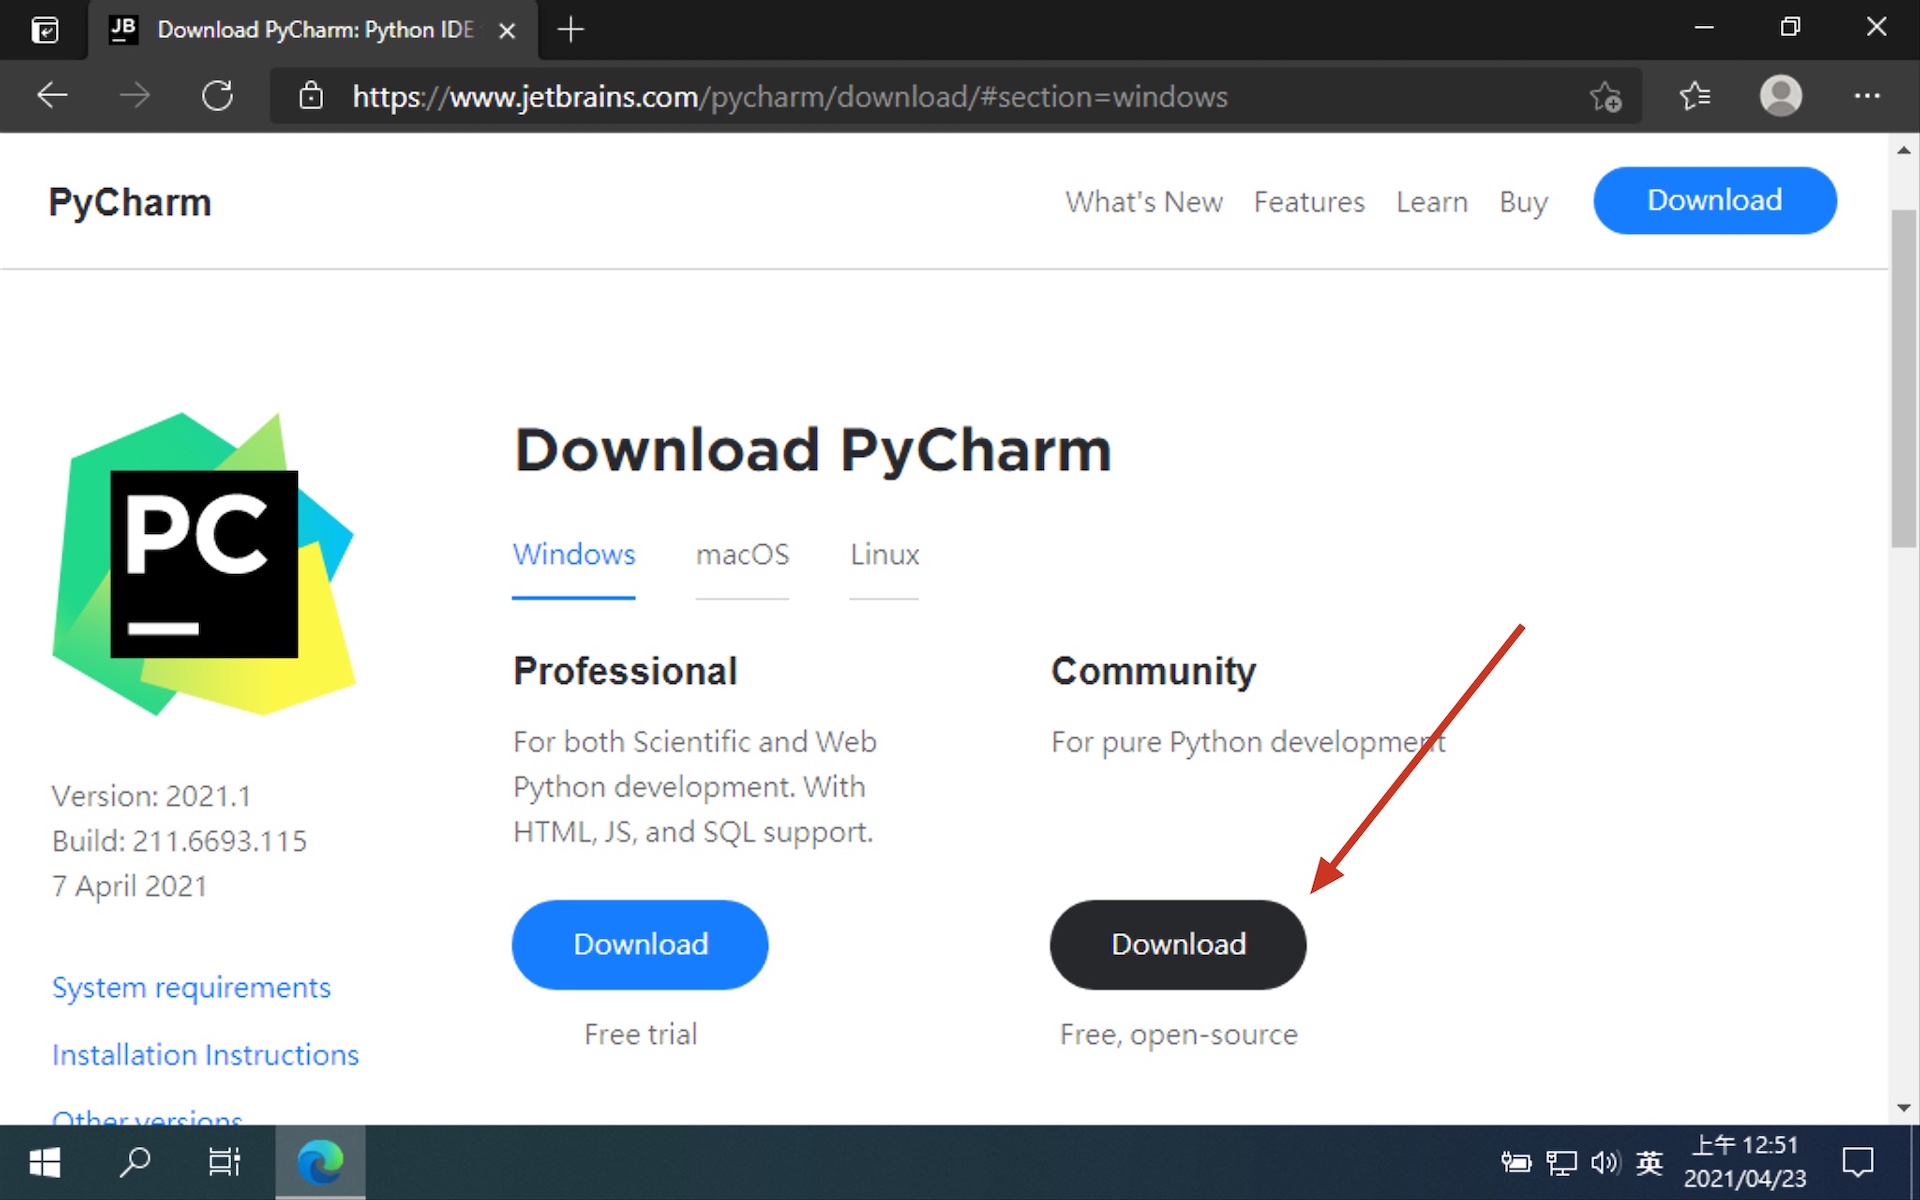 JB
Download PyCharm: Python IDE
https://www.jetbrains.com/pycharm/download/#section=windows
PyCharm
What's New
Features
Learn
Buy
Download
PC
Download PyCharm
Windows
macOS
Linux
Professional
For both Scientific and Web
Python development. With
HTML, JS, and SQL support.
Download
Free trial
Community
For pure Python development
Download
Free, open-source
Version: 2021.1
Build: 211.6693.115
7 April 2021
System requirements
Installation Instructions
Other versions
英
上午 12:51
2021/04/23